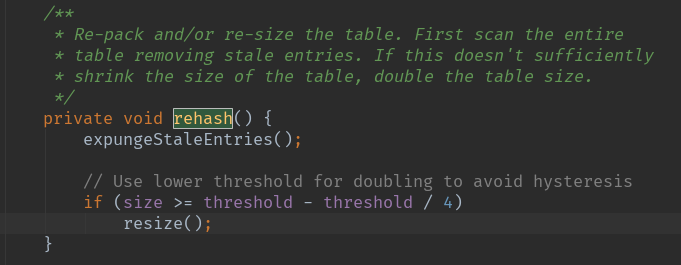 /**
 * Re-pack and/or re-size the table. First scan the entire
 * table removing stale entries. If this doesn't sufficiently
 * shrink the size of the table, double the table size.
 */
private void rehash() {
    expungeStaleEntries();

    // Use lower threshold for doubling to avoid hysteresis
    if (size >= threshold - threshold / 4)
        resize();
}